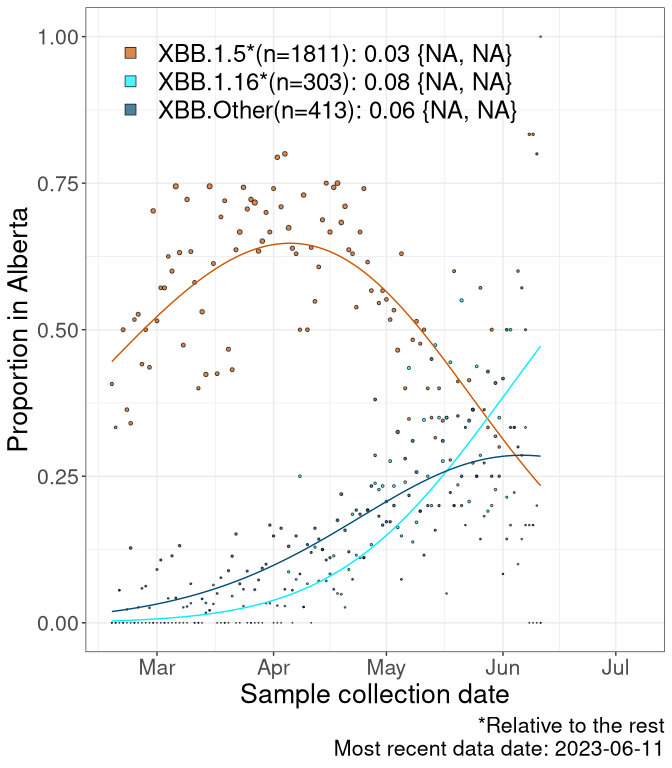 1.00
XBB.1.5*(n=1811): 0.03 {NA, NA}
XBB.1.16*(n=303): 0.08 {NA, NA}
XBB.Other(n=413): 0.06 {NA, NA}
0.75
0.50
0.25
0.00
Proportion in Alberta
Mar Apr May Jun Jul
Sample collection date
*Relative to the rest
Most recent data date: 2023-06-11